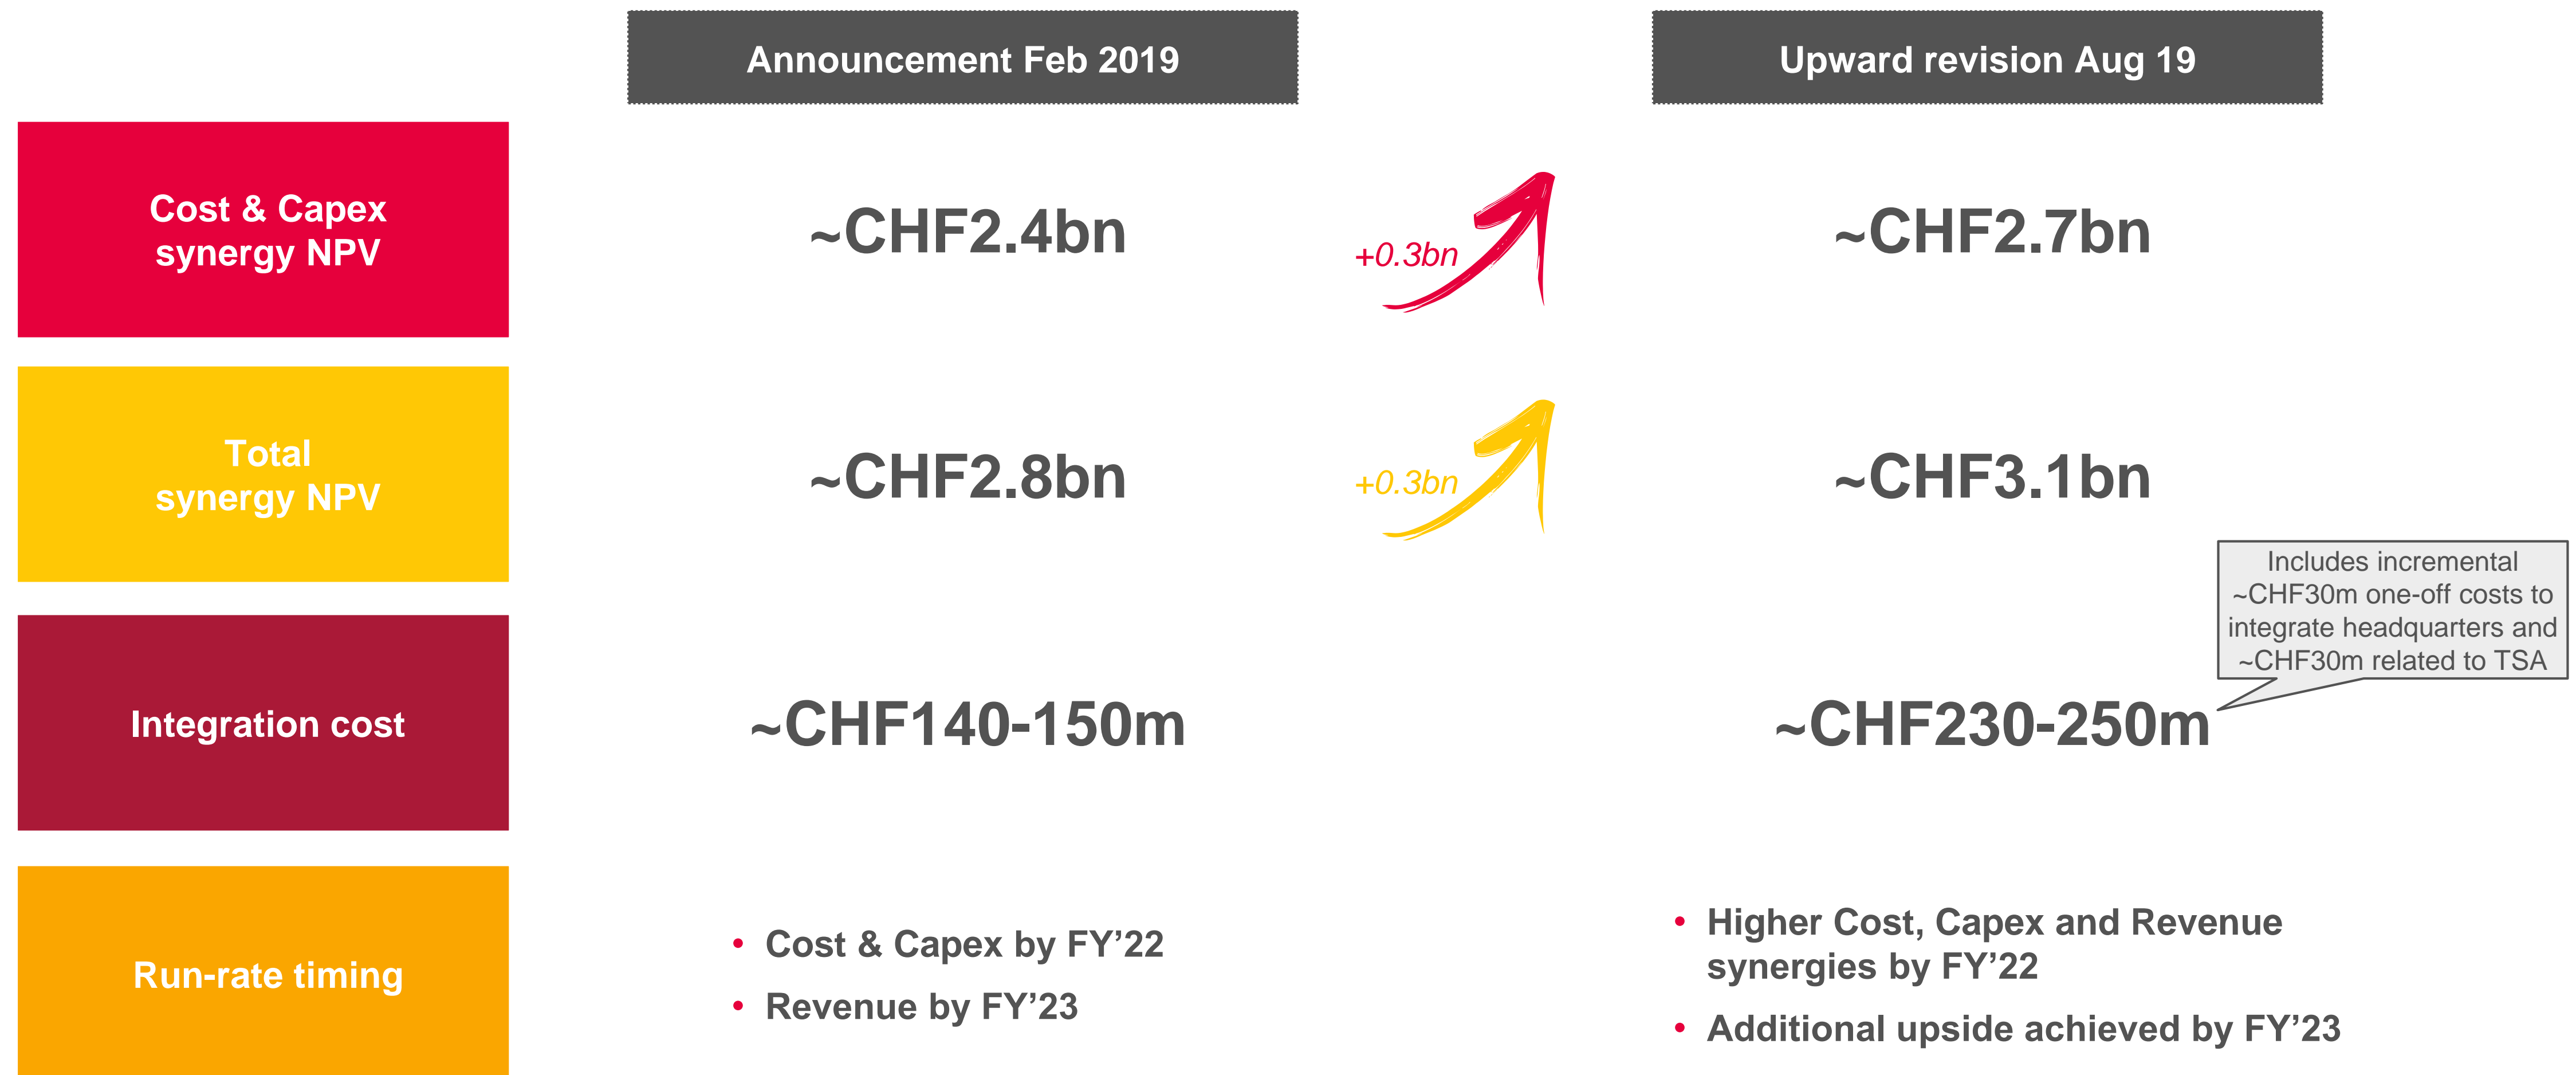 Announcement Feb 2019
Upward revision Aug 19
Cost & Capex
synergy NPV
~CHF2.4bn
+0.3bn
~CHF2.7bn
Total
synergy NPV
~CHF2.8bn
+0.3bn
~CHF3.1bn
Includes incremental
~CHF30m one-off costs to
integrate headquarters and
~CHF30m related to TSA
Integration cost
~CHF140-150m
~CHF230-250m
Run-rate timing
• Cost & Capex by FY’22
• Revenue by FY’23
• Higher Cost, Capex and Revenue
synergies by FY’22
• Additional upside achieved by FY’23